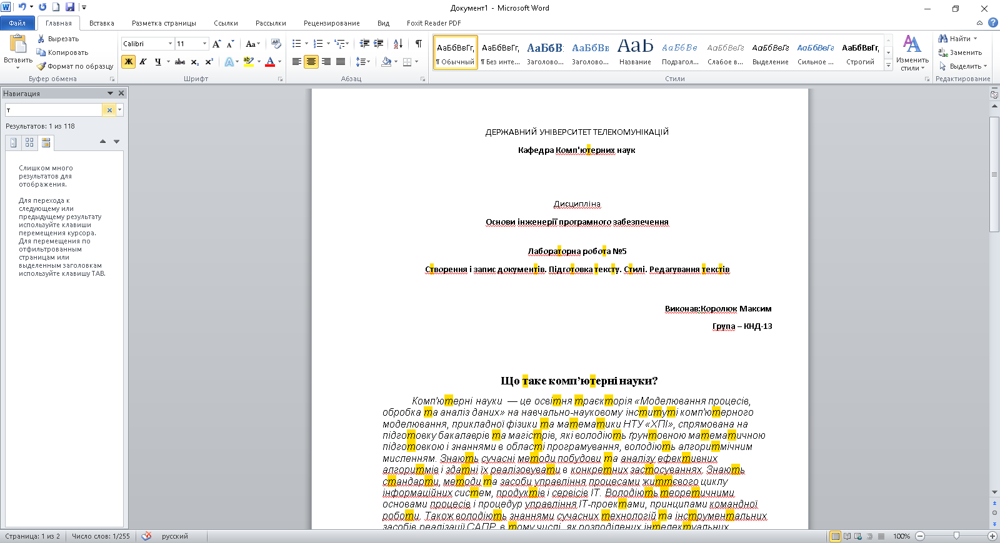 Документ1 - Microsoft Word
Файл Главная Вставка Разметка страницы Ссылки Рассылки Рецензирование Вид Foxit Reader PDF
Вставить
Вырезать
Копировать
Формат по образцу
Буфер обмена
Calibri 11
Ж К Ч abc x₂ x²
Шрифт
Абзац
АаБбВвГг, АаБбВвГг, АаБбВ АаБбВв АаБ АаБбВв АаБбВвГг АаБбВвГг АаБбВвГг АаБбВвГг,
¶ Обычный ¶ Без инте... Заголово... Заголово... Название Подзагол... Слабое в... Выделение Сильное ... Строгий
Стили
Изменить стили
Найти
Заменить
Выделить
Редактирование
Навигация
т
Результатов: 1 из 118
Слишком много
результатов для
отображения.
Для перехода к
следующему или
предыдущему результату
используйте клавиши
перемещения курсора.
Для перемещения по
отфильтрованным
страницам или
выделенным заголовкам
используйте клавишу TAB.
ДЕРЖАВНИЙ УНІВЕРСИТЕТ ТЕЛЕКОМУНІКАЦІЙ
Кафедра Комп'ютерних наук
Дисципліна
Основи інженерії програмного забезпечення
Лабораторна робота №5
Створення і запис документів. Підготовка тексту. Стилі. Редагування текстів
Виконав:Королюк Максим
Група – КНД-13
Що таке комп’ютерні науки?
Комп’ютерні науки — це освітня траєкторія «Моделювання процесів,
обробка та аналіз даних» на навчально-науковому інституті комп’ютерного
моделювання, прикладної фізики та математики НТУ «ХПІ», спрямована на
підготовку бакалаврів та магістрів, які володіють ґрунтовною математичною
підготовкою і знаннями в області програмування, володіють алгоритмічним
мисленням. Знають сучасні методи побудови та аналізу ефективних
алгоритмів і здатні їх реалізовувати в конкретних застосуваннях. Знають
стандарти, методи та засоби управління процесами життєвого циклу
інформаційних систем, продуктів і сервісів ІТ. Володіють теоретичними
основами процесів і процедур управління ІТ-проектами, принципами командної
роботи. Також володіють знаннями сучасних технологій та інструментальних
засобів реалізації САПР, в тому числі, як розподілених інтелектуальних
Страница: 1 из 2 Число слов: 1/255 русский 100%